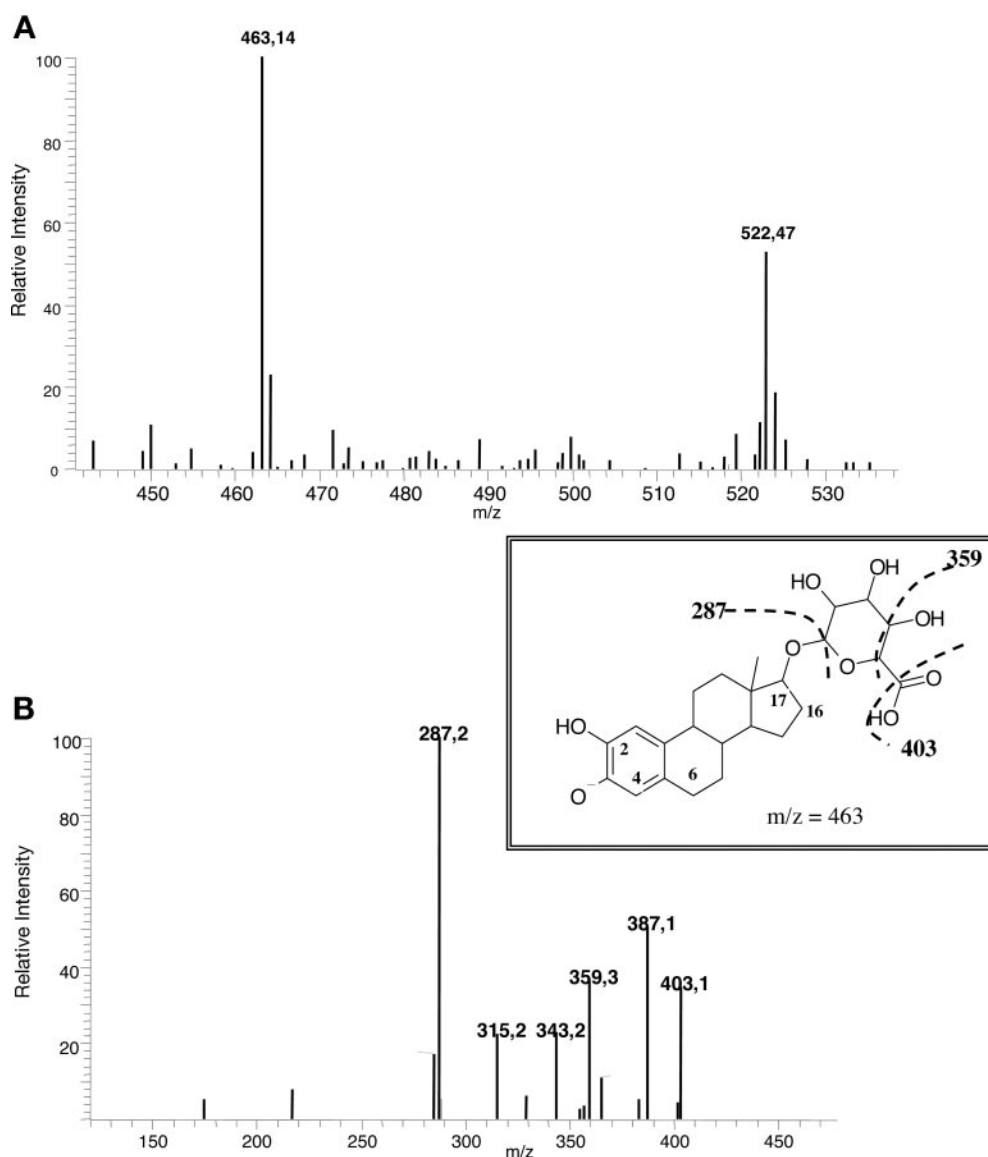 A
463,14
100
80
60
40
20
0
522,47
Relative Intensity
450 460 470 480 490 500 510 520 530
m/z
359
HO OH
287 OH
O
O
O
17 16
HO HO
2
403
4 6
O⁻
m/z = 463
B
287,2
100
80
60
40
20
387,1
359,3 403,1
315,2 343,2
Relative Intensity
150 200 250 300 350 400 450
m/z